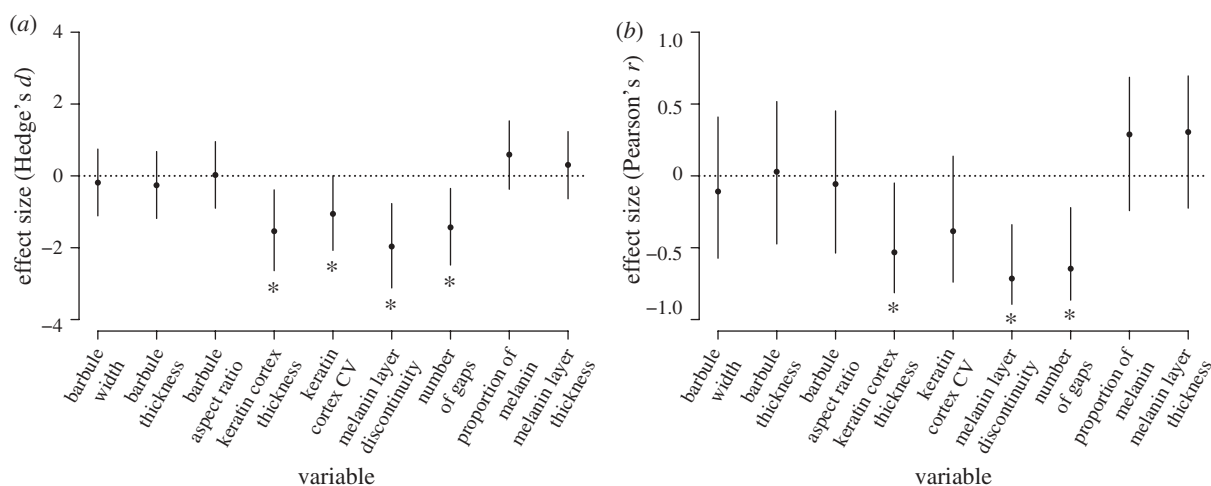 (a)
4
2
0
−2
−4
effect size (Hedge's d)
*
*
*
*
barbule
width
barbule
thickness
barbule
aspect ratio
keratin cortex
thickness
keratin
cortex CV
melanin layer
discontinuity
number
of gaps
proportion of
melanin
melanin layer
thickness
variable
(b)
1.0
0.5
0
−0.5
−1.0
effect size (Pearson's r)
*
*
*
barbule
width
barbule
thickness
barbule
aspect ratio
keratin cortex
thickness
keratin
cortex CV
melanin layer
discontinuity
number
of gaps
proportion of
melanin
melanin layer
thickness
variable